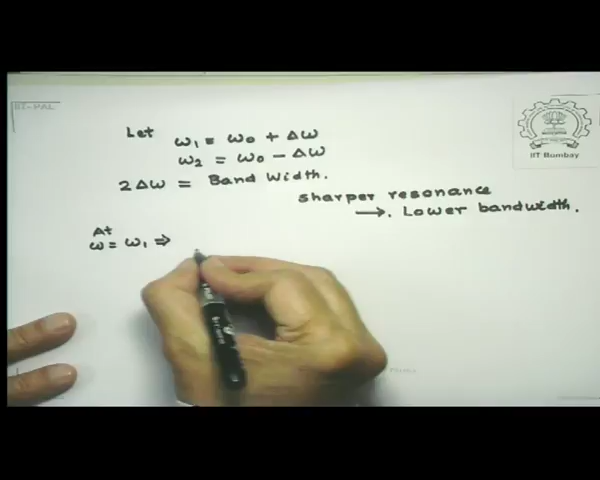 Let ω₁ = ω₀ + Δω
ω₂ = ω₀ − Δω
2Δω = Band Width.
sharper resonance
→. Lower bandwidth.
At
ω = ω₁ ⇒
IIT Bombay